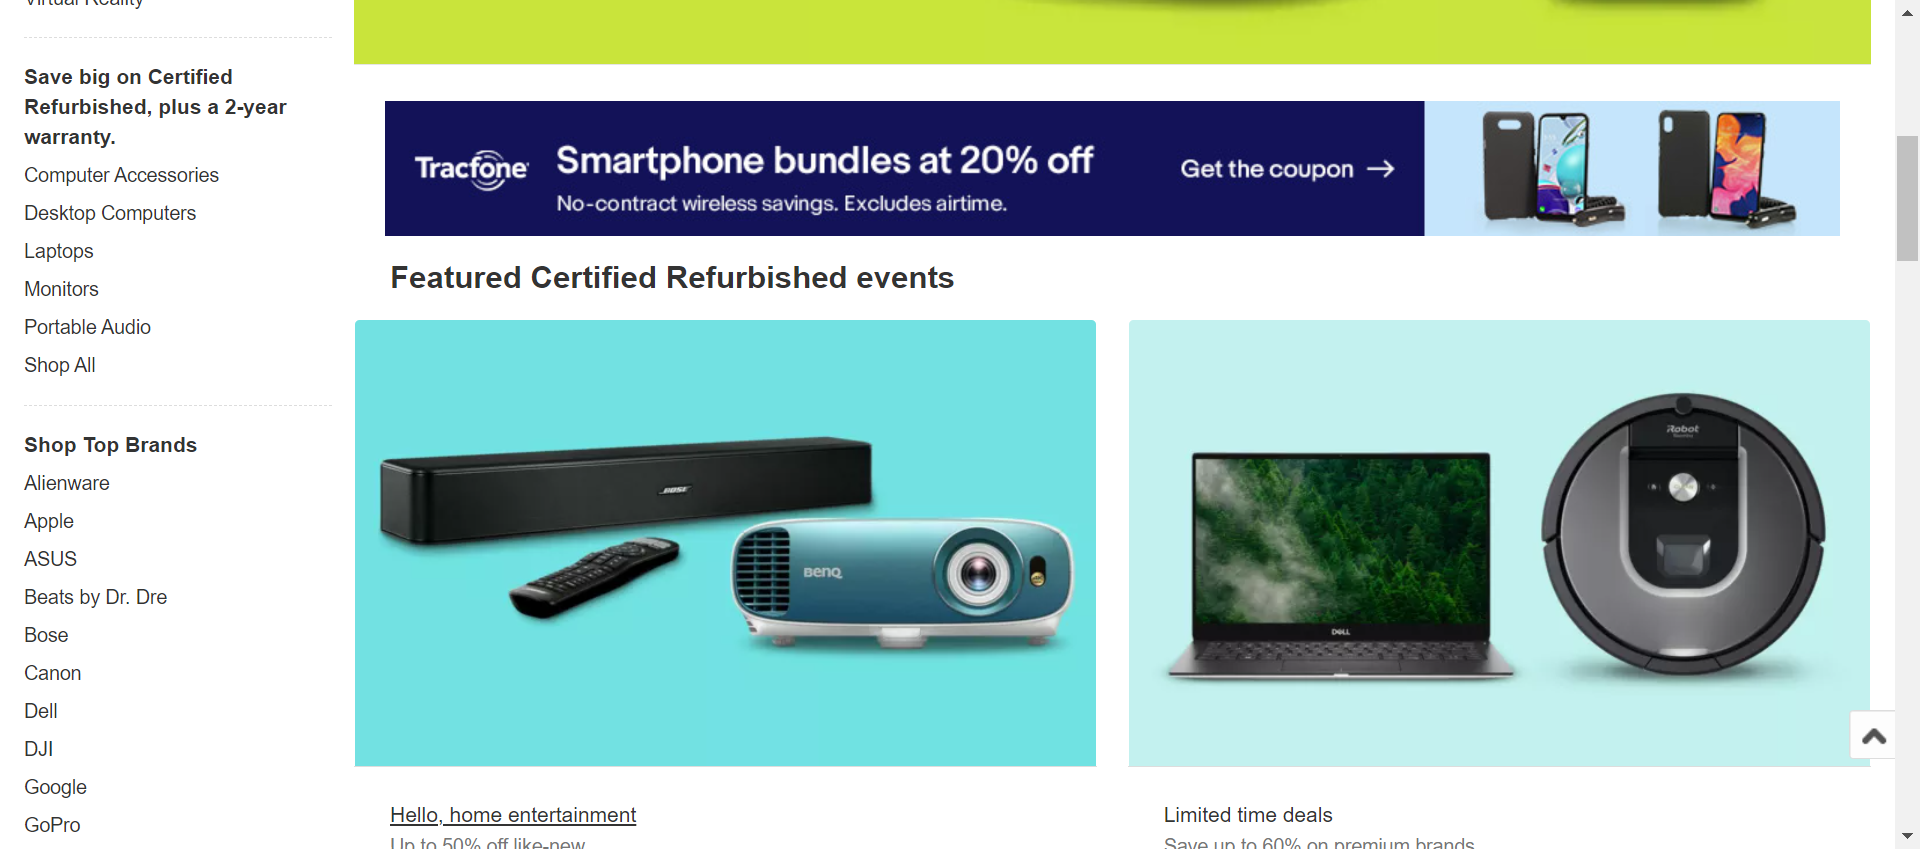 Virtual Reality
Save big on Certified
Refurbished, plus a 2-year
warranty.
Computer Accessories
Desktop Computers
Laptops
Monitors
Portable Audio
Shop All
Shop Top Brands
Alienware
Apple
ASUS
Beats by Dr. Dre
Bose
Canon
Dell
DJI
Google
GoPro
Tracfone
Smartphone bundles at 20% off
No-contract wireless savings. Excludes airtime.
Get the coupon →
Featured Certified Refurbished events
BOSE
BenQ
Hello, home entertainment
Up to 50% off like-new
DELL
iRobot
Limited time deals
Save up to 60% on premium brands